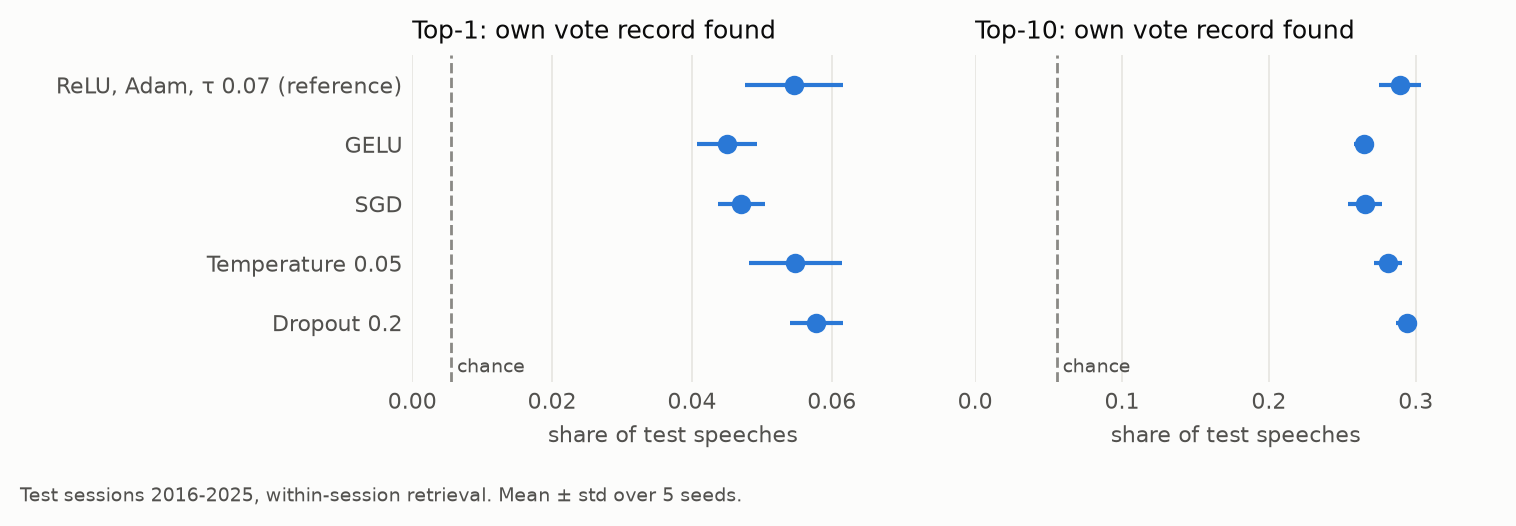 Top-1: own vote record found
Top-10: own vote record found
ReLU, Adam, τ 0.07 (reference)
GELU
SGD
Temperature 0.05
Dropout 0.2
chance
chance
0.00 0.02 0.04 0.06
0.0 0.1 0.2 0.3
share of test speeches
share of test speeches
Test sessions 2016-2025, within-session retrieval. Mean ± std over 5 seeds.